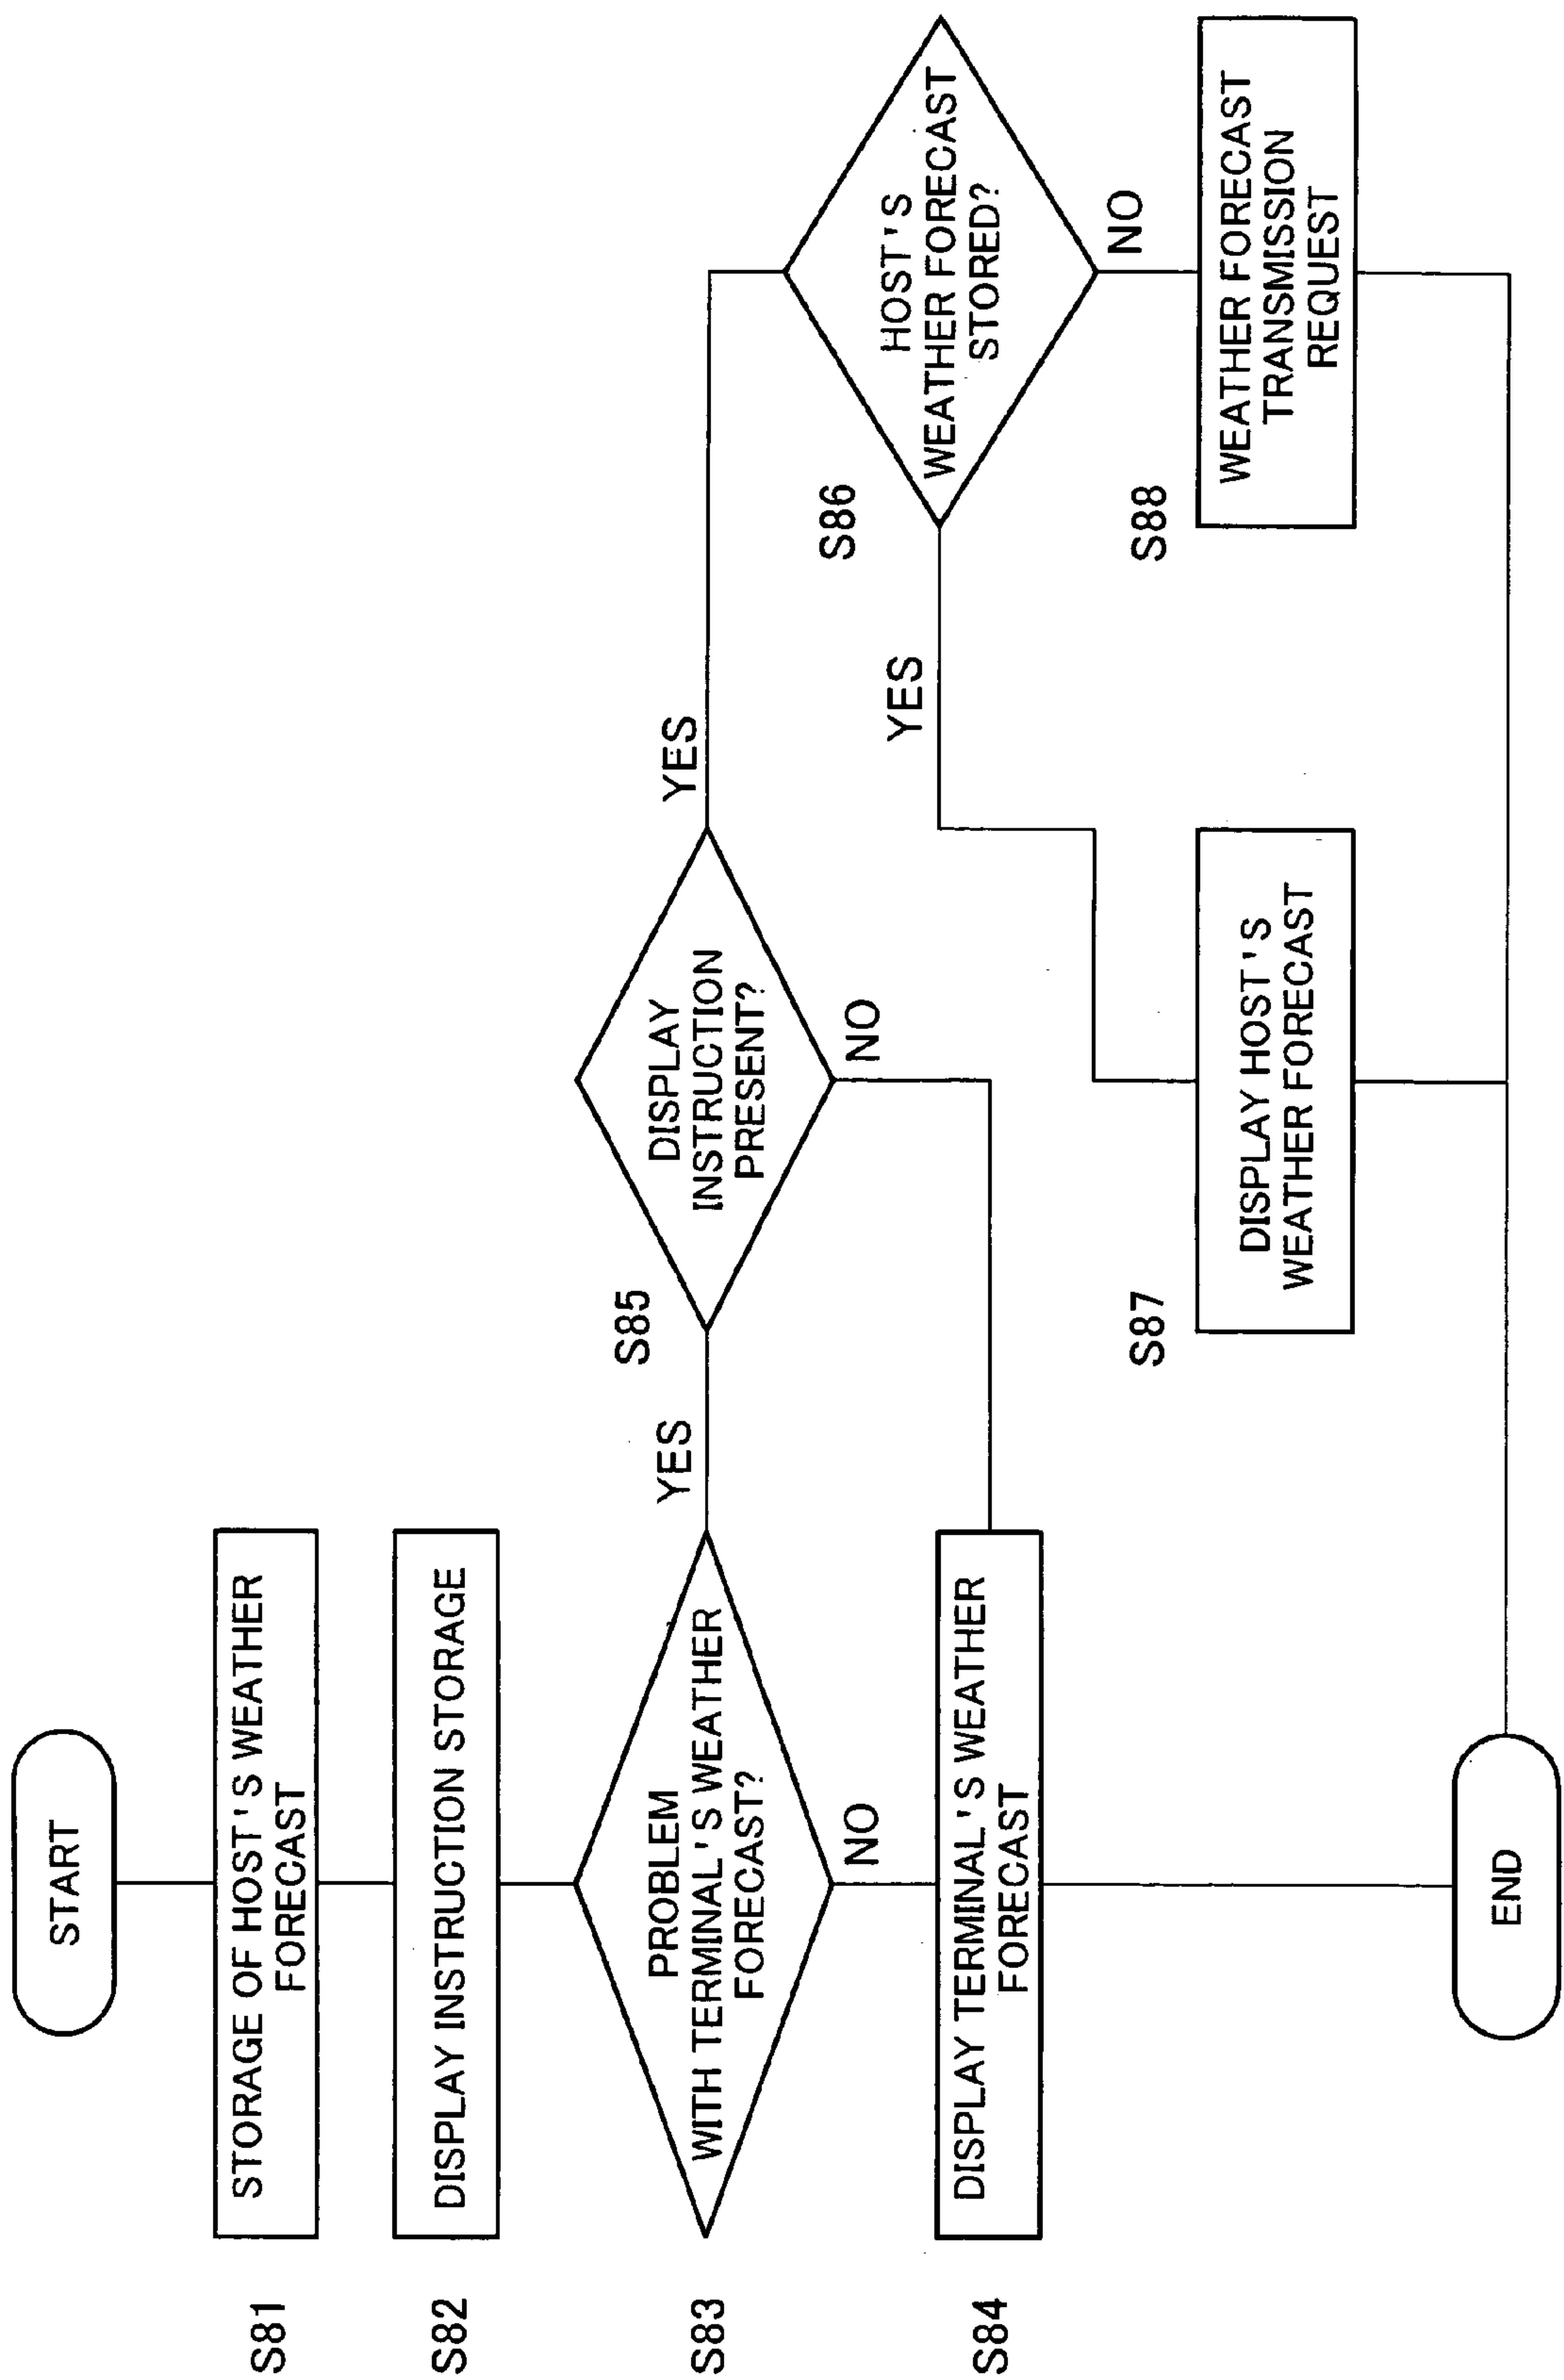 START
S81
STORAGE OF HOST'S WEATHER
FORECAST
S82
DISPLAY INSTRUCTION STORAGE
S83
PROBLEM
WITH TERMINAL'S WEATHER
FORECAST?
YES
NO
S84
DISPLAY TERMINAL'S WEATHER
FORECAST
S85
DISPLAY
INSTRUCTION
PRESENT?
YES
NO
S86
HOST'S
WEATHER FORECAST
STORED?
YES
NO
S87
DISPLAY HOST'S
WEATHER FORECAST
S88
WEATHER FORECAST
TRANSMISSION
REQUEST
END